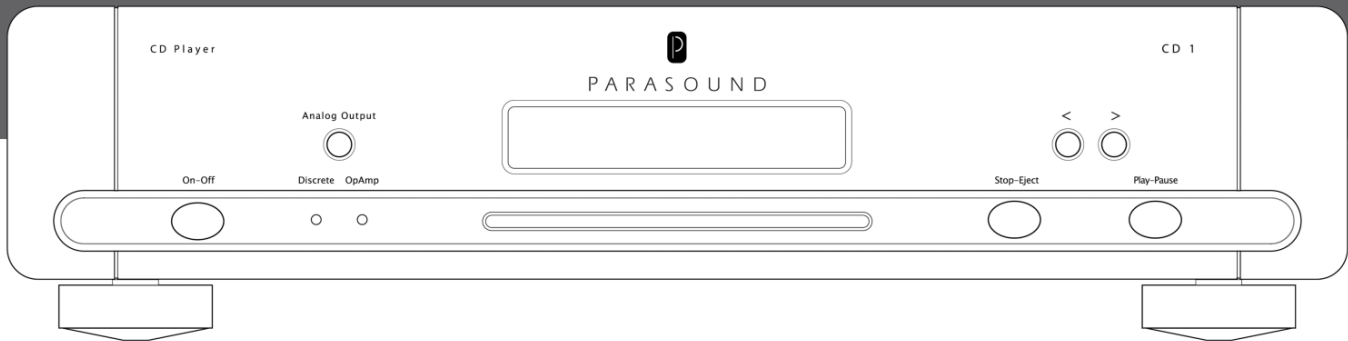 CD Player
P
PARASOUND
CD 1
Analog Output
< >
On-Off
Discrete OpAmp
Stop-Eject
Play-Pause